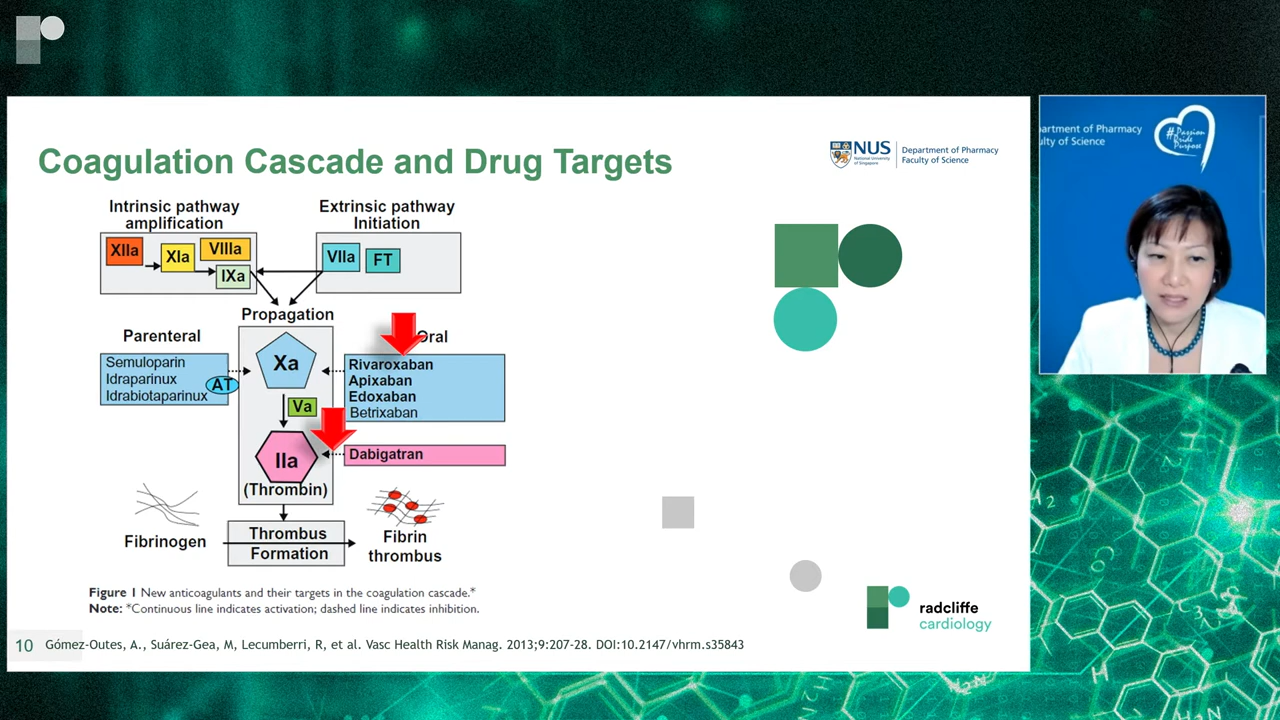 Coagulation Cascade and Drug Targets
NUS
National University
of Singapore
Department of Pharmacy
Faculty of Science
Intrinsic pathway
amplification
Extrinsic pathway
Initiation
XIIa
XIa
VIIIa
IXa
VIIa
FT
Propagation
Parenteral
Oral
Semuloparin
Idraparinux
Idrabiotaparinux
AT
Xa
Rivaroxaban
Apixaban
Edoxaban
Betrixaban
Va
IIa
(Thrombin)
Dabigatran
Fibrinogen
Thrombus
Formation
Fibrin
thrombus
Figure 1 New anticoagulants and their targets in the coagulation cascade.*
Note: *Continuous line indicates activation; dashed line indicates inhibition.
10
Gómez-Outes, A., Suárez-Gea, M, Lecumberri, R, et al. Vasc Health Risk Manag. 2013;9:207-28. DOI:10.2147/vhrm.s35843
radcliffe
cardiology
artment of Pharmacy
ulty of Science
#Passion
Pride
Purpose
H
2
H2
O
C
H
H2N
N
H